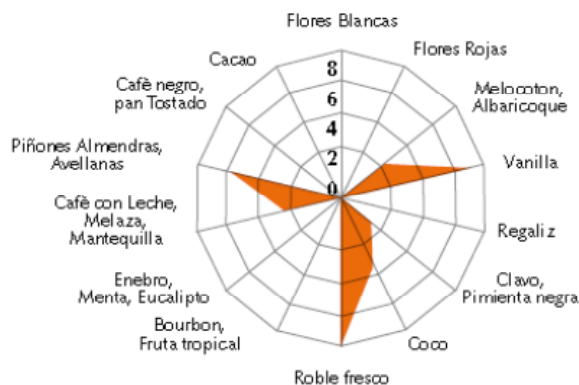 Flores Blancas
Flores Rojas
Melocoton,
Albaricoque
Vanilla
Regaliz
Clavo,
Pimienta negra
Coco
Roble fresco
Bourbon,
Fruta tropical
Enebro,
Menta, Eucalipto
Cafè con Leche,
Melaza,
Mantequilla
Piñones Almendras,
Avellanas
Cafè negro,
pan Tostado
Cacao
8
6
4
2
0